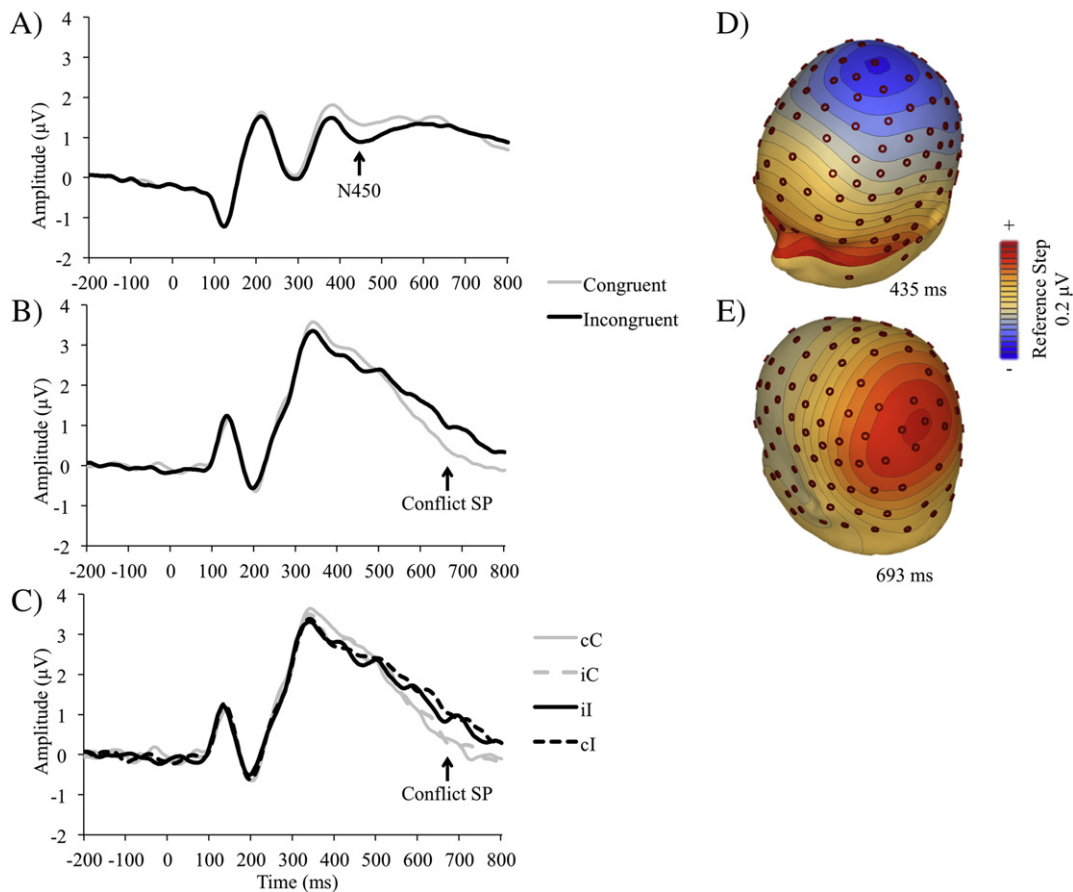 A)
4
3
2
1
0
-1
-2
Amplitude (µV)
N450
-200 -100 0 100 200 300 400 500 600 700 800
B)
4
3
2
1
0
-1
-2
Amplitude (µV)
Conflict SP
-200 -100 0 100 200 300 400 500 600 700 800
Congruent
Incongruent
C)
4
3
2
1
0
-1
-2
Amplitude (µV)
Conflict SP
-200 -100 0 100 200 300 400 500 600 700 800
Time (ms)
cC
iC
iI
cI
D)
435 ms
E)
693 ms
+
-
Reference Step
0.2 µV